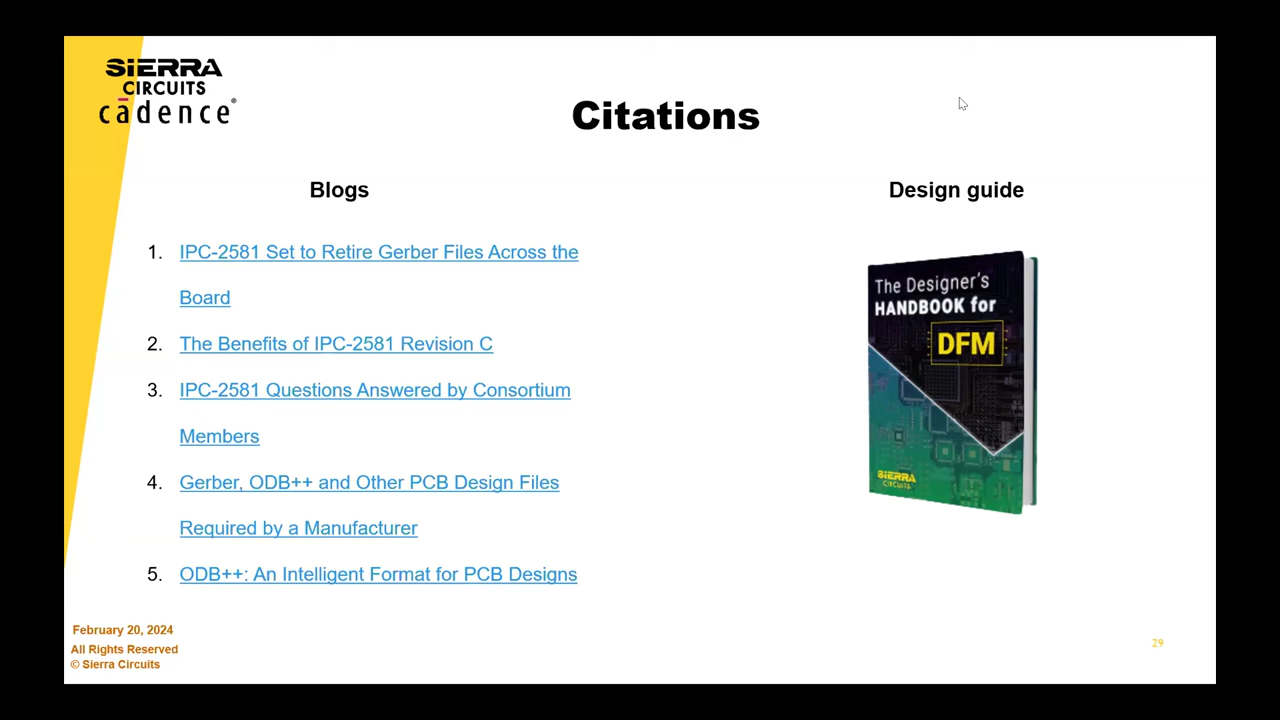 SIERRA
CIRCUITS
cādence®
Citations
Blogs
1. IPC-2581 Set to Retire Gerber Files Across the
Board
2. The Benefits of IPC-2581 Revision C
3. IPC-2581 Questions Answered by Consortium
Members
4. Gerber, ODB++ and Other PCB Design Files
Required by a Manufacturer
5. ODB++: An Intelligent Format for PCB Designs
Design guide
The Designer's
HANDBOOK for
DFM
SIERRA
CIRCUITS
February 20, 2024
All Rights Reserved
© Sierra Circuits
29